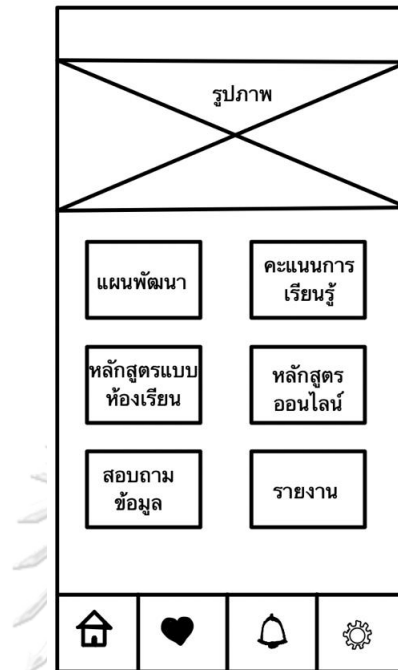 รูปภาพ
แผนพัฒนา
คะแนนการ
เรียนรู้
หลักสูตรแบบ
ห้องเรียน
หลักสูตร
ออนไลน์
สอบถาม
ข้อมูล
รายงาน